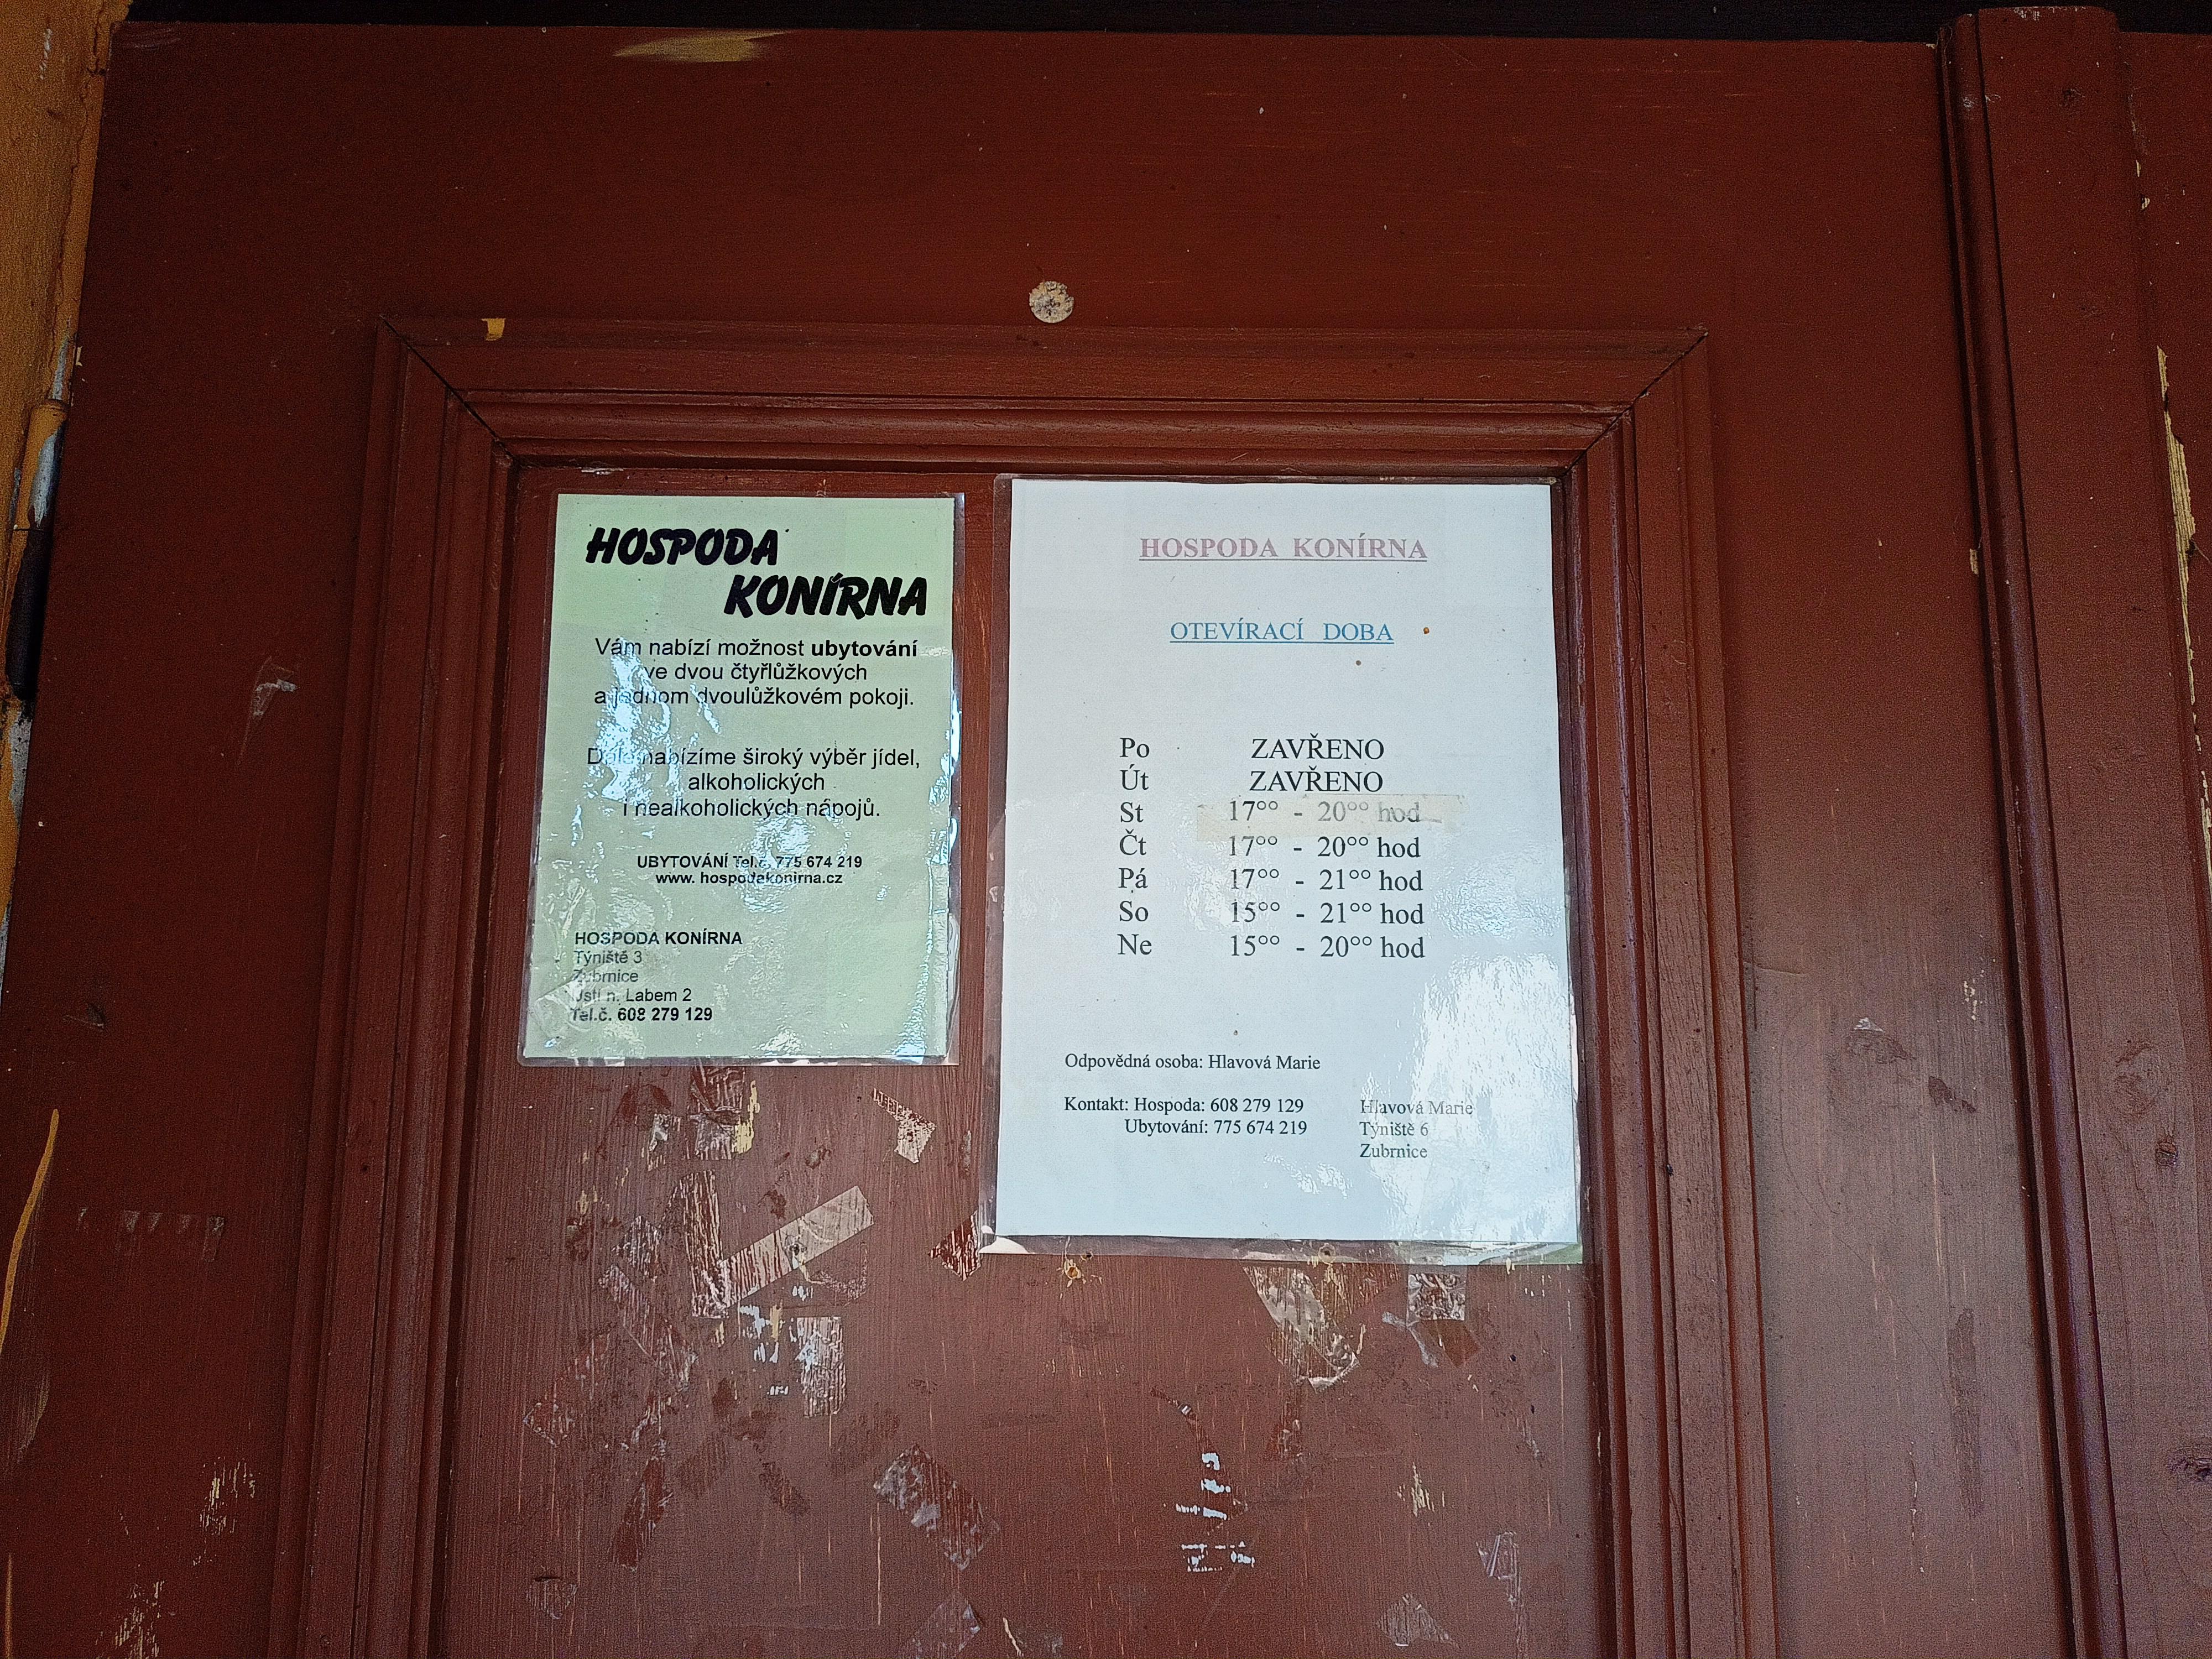 HOSPODA
KONÍRNA
Vám nabízí možnost ubytování
ve dvou čtyřlůžkových
a jednom dvoulůžkovém pokoji.
Dále nabízíme široký výběr jídel,
alkoholických
i nealkoholických nápojů.
UBYTOVÁNÍ Tel.č. 775 674 219
www. hospodakonirna.cz
HOSPODA KONÍRNA
Týniště 3
Zubrnice
Ústí n. Labem 2
Tel.č. 608 279 129
HOSPODA KONÍRNA
OTEVÍRACÍ DOBA
Po ZAVŘENO
Út ZAVŘENO
St 17°° - 20°° hod
Čt 17°° - 20°° hod
Pá 17°° - 21°° hod
So 15°° - 21°° hod
Ne 15°° - 20°° hod
Odpovědná osoba: Hlavová Marie
Kontakt: Hospoda: 608 279 129 Hlavová Marie
Ubytování: 775 674 219 Týniště 6
Zubrnice